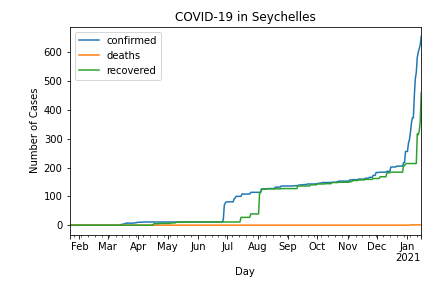 COVID-19 in Seychelles
confirmed
deaths
recovered
Number of Cases
600
500
400
300
200
100
0
Feb Mar Apr May Jun Jul Aug Sep Oct Nov Dec Jan
2021
Day